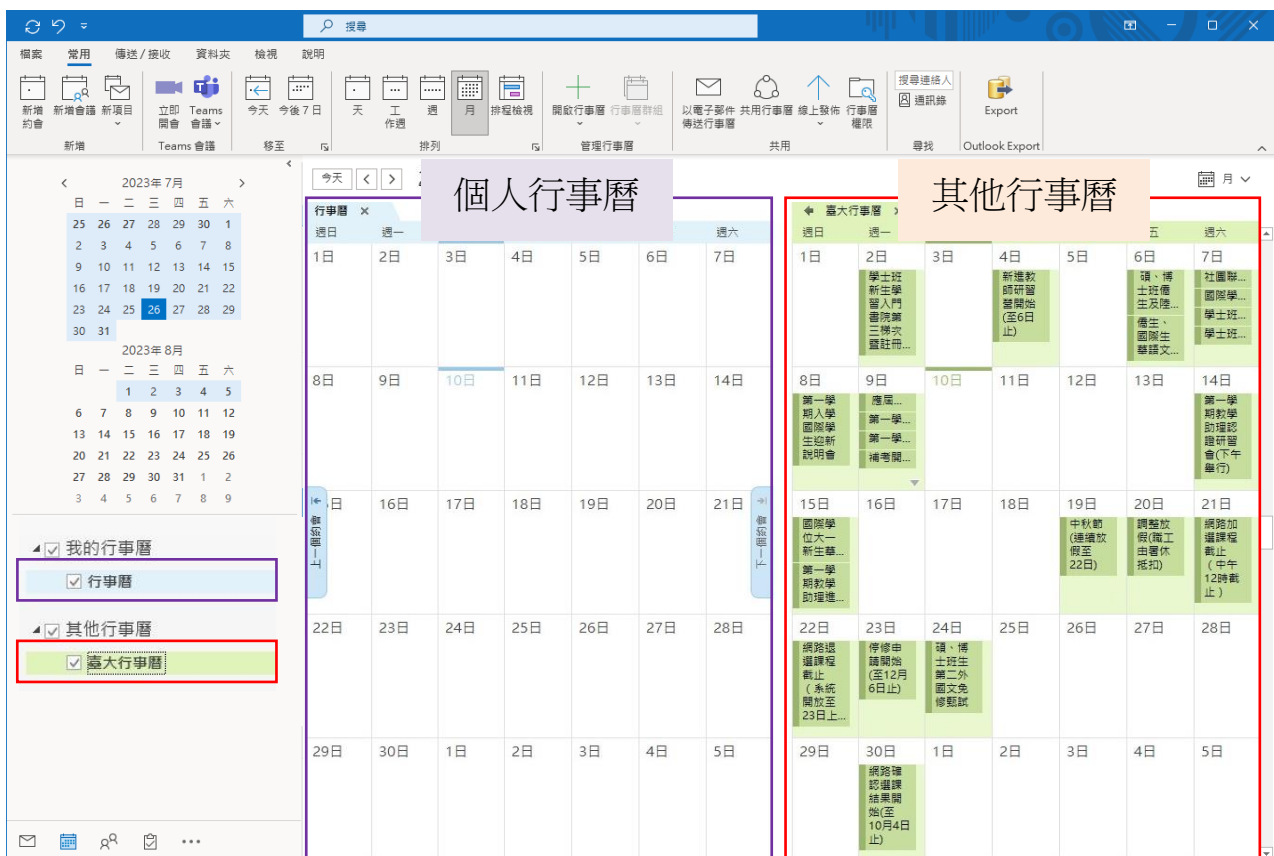 搜尋
檔案 常用 傳送/接收 資料夾 檢視 說明
新增約會 新增會議 新項目 立即開會 Teams 會議 今天 今後7日 天 工作週 週 月 排程檢視 開啟行事曆 行事曆群組 以電子郵件傳送行事曆 共用行事曆 線上發佈 行事曆權限 搜尋連絡人 通訊錄 Export
新增 Teams 會議 移至 排列 管理行事曆 共用 尋找 Outlook Export
2023年7月
日 一 二 三 四 五 六
25 26 27 28 29 30 1
2 3 4 5 6 7 8
9 10 11 12 13 14 15
16 17 18 19 20 21 22
23 24 25 26 27 28 29
30 31
2023年8月
日 一 二 三 四 五 六
1 2 3 4 5
6 7 8 9 10 11 12
13 14 15 16 17 18 19
20 21 22 23 24 25 26
27 28 29 30 31 1 2
3 4 5 6 7 8 9
我的行事曆
行事曆
其他行事曆
臺大行事曆
今天
個人行事曆
行事曆
週日 週一 週六
1日 2日 3日 4日 5日 6日 7日
8日 9日 10日 11日 12日 13日 14日
日 16日 17日 18日 19日 20日 21日
上一個約會
下一個約會
22日 23日 24日 25日 26日 27日 28日
29日 30日 1日 2日 3日 4日 5日
月
其他行事曆
臺大行事曆
週日 週一 五 週六
1日 2日 3日 4日 5日 6日 7日
學士班
新生學
習入門
書院第
三梯次
暨註冊...
新進教
師研習
營開始
(至6日
止)
碩、博
士班僑
生及陸...
僑生、
國際生
華語文...
社團聯...
國際學...
學士班...
學士班...
8日 9日 10日 11日 12日 13日 14日
第一學
期入學
國際學
生迎新
說明會
應屆...
第一學...
第一學...
補考開...
第一學
期教學
助理認
證研習
會(下午
舉行)
15日 16日 17日 18日 19日 20日 21日
國際學
位大一
新生華...
第一學
期教學
助理進...
中秋節
(連續放
假至
22日)
調整放
假(職工
由暑休
抵扣)
網路加
選課程
截止
(中午
12時截
止)
22日 23日 24日 25日 26日 27日 28日
網路退
選課程
截止
(系統
開放至
23日上...
停修申
請開始
(至12月
6日止)
碩、博
士班生
第二外
國文免
修甄試
29日 30日 1日 2日 3日 4日 5日
網路確
認選課
結果開
始(至
10月4日
止)